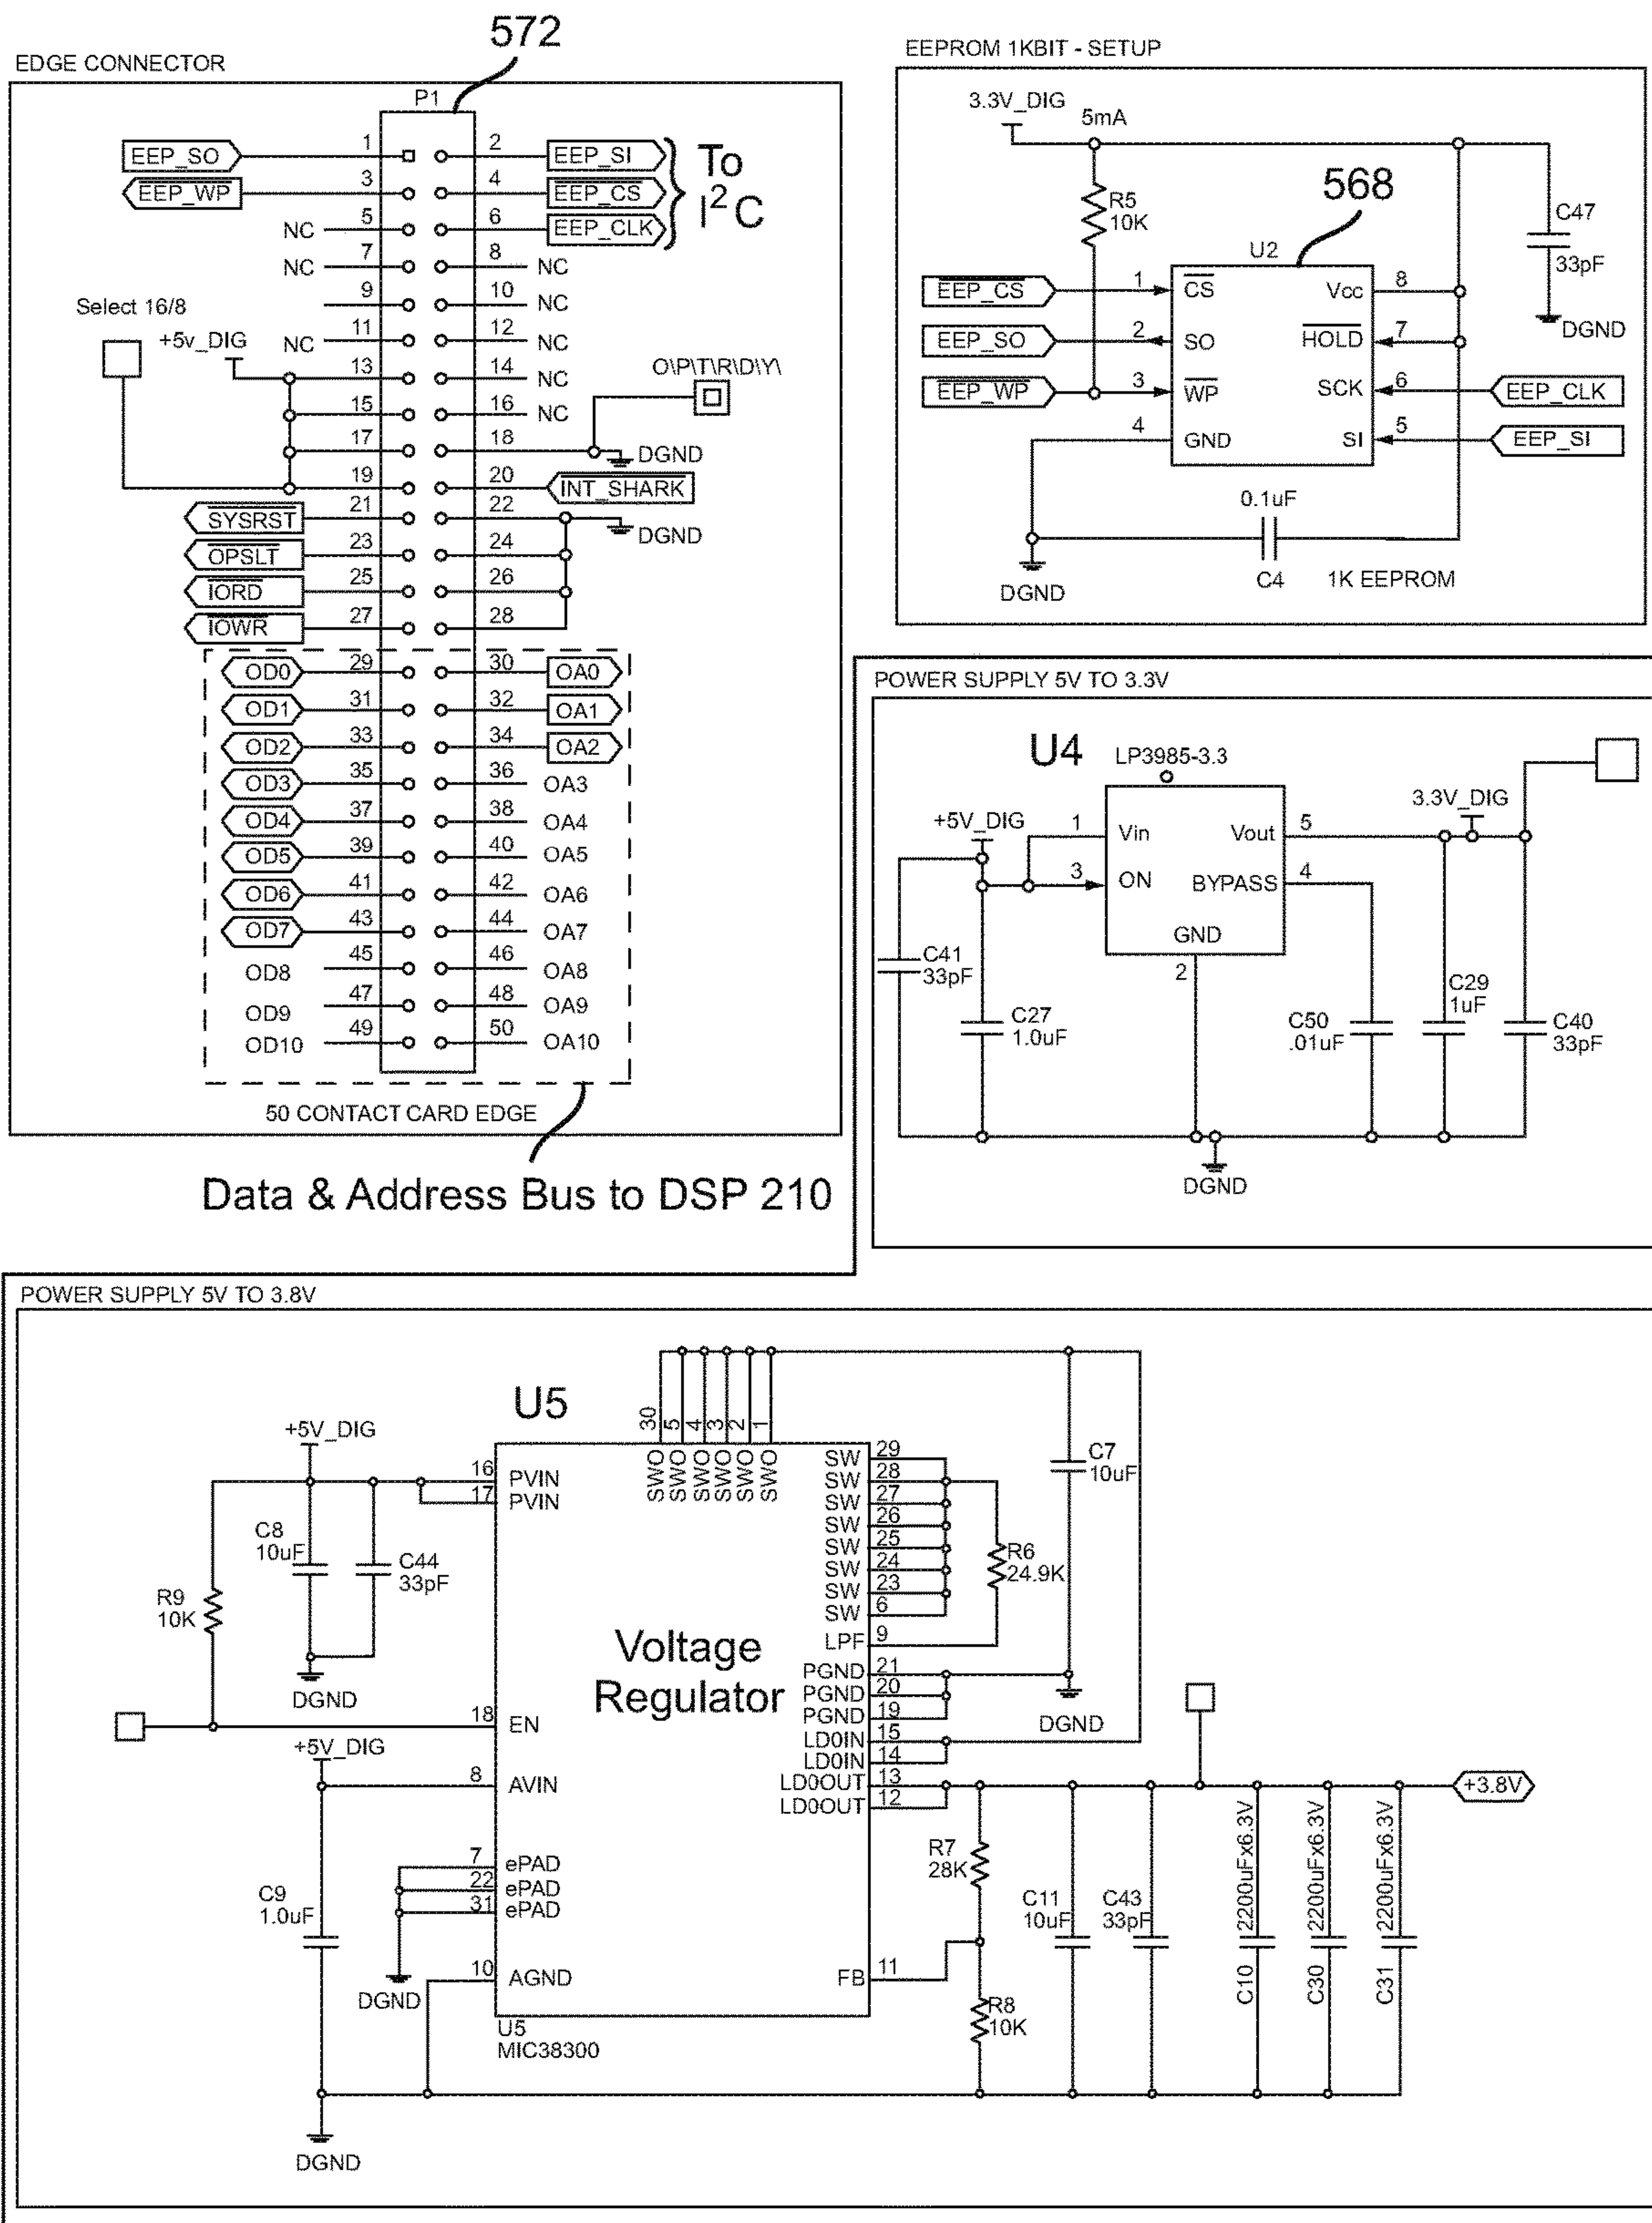 572
EDGE CONNECTOR
P1
EEP_SO 1 2 EEP_SI
EEP_WP 3 4 EEP_CS
NC 5 6 EEP_CLK
To
I2C
NC 7 8 NC
9 10 NC
Select 16/8
NC 11 12 NC
+5v_DIG
13 14 NC
O\P\T\R\D\Y\
15 16 NC
17 18 DGND
19 20 INT_SHARK
SYSRST 21 22
DGND
OPSLT 23 24
IORD 25 26
IOWR 27 28
OD0 29 30 OA0
OD1 31 32 OA1
OD2 33 34 OA2
OD3 35 36 OA3
OD4 37 38 OA4
OD5 39 40 OA5
OD6 41 42 OA6
OD7 43 44 OA7
OD8 45 46 OA8
OD9 47 48 OA9
OD10 49 50 OA10
50 CONTACT CARD EDGE
Data & Address Bus to DSP 210
EEPROM 1KBIT - SETUP
3.3V_DIG
5mA
568
R5
10K
C47
33pF
DGND
U2
EEP_CS 1 CS Vcc 8
EEP_SO 2 SO HOLD 7
EEP_WP 3 WP SCK 6 EEP_CLK
4 GND SI 5 EEP_SI
0.1uF
C4
DGND
1K EEPROM
POWER SUPPLY 5V TO 3.3V
U4
LP3985-3.3
+5V_DIG
3.3V_DIG
1 Vin Vout 5
3 ON BYPASS 4
GND
2
C41
33pF
C27
1.0uF
C50
.01uF
C29
1uF
C40
33pF
DGND
POWER SUPPLY 5V TO 3.8V
U5
30 5 4 3 2 1
SWO SWO SWO SWO SWO SWO
+5V_DIG
16 PVIN
17 PVIN
C8
10uF
C44
33pF
R9
10K
DGND
18 EN
+5V_DIG
8 AVIN
7 ePAD
22 ePAD
31 ePAD
C9
1.0uF
10 AGND
DGND
Voltage
Regulator
SW 29
SW 28
SW 27
SW 26
SW 25
SW 24
SW 23
SW 6
LPF 9
PGND 21
PGND 20
PGND 19
LD0IN 15
LD0IN 14
LD0OUT 13
LD0OUT 12
FB 11
U5
MIC38300
C7
10uF
R6
24.9K
DGND
+3.8V
R7
28K
R8
10K
C11
10uF
C43
33pF
C10 2200uFx6.3V
C30 2200uFx6.3V
C31 2200uFx6.3V
DGND